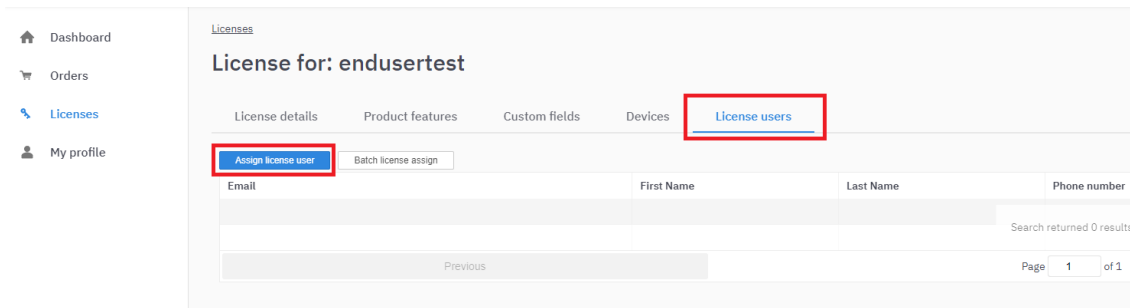 Dashboard
Orders
Licenses
My profile
Licenses
License for: endusertest
License details Product features Custom fields Devices License users
Assign license user Batch license assign
Email First Name Last Name Phone number
Search returned 0 results
Previous Page 1 of 1